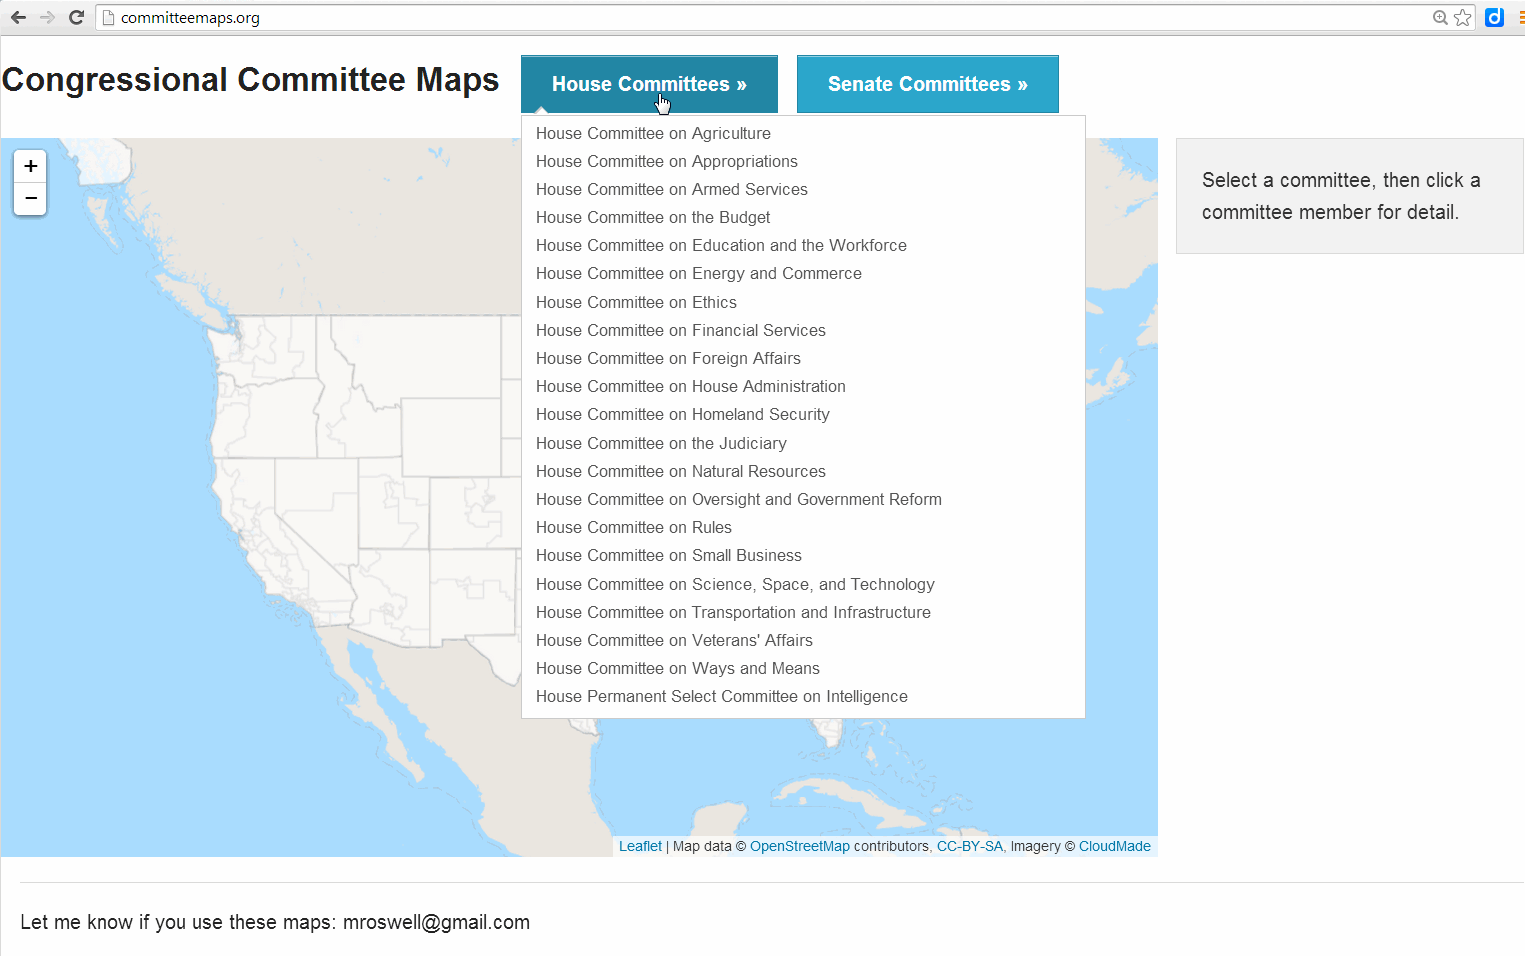 committeemaps.org
Congressional Committee Maps
House Committees »
Senate Committees »
House Committee on Agriculture
House Committee on Appropriations
House Committee on Armed Services
House Committee on the Budget
House Committee on Education and the Workforce
House Committee on Energy and Commerce
House Committee on Ethics
House Committee on Financial Services
House Committee on Foreign Affairs
House Committee on House Administration
House Committee on Homeland Security
House Committee on the Judiciary
House Committee on Natural Resources
House Committee on Oversight and Government Reform
House Committee on Rules
House Committee on Small Business
House Committee on Science, Space, and Technology
House Committee on Transportation and Infrastructure
House Committee on Veterans' Affairs
House Committee on Ways and Means
House Permanent Select Committee on Intelligence
+
−
Select a committee, then click a
committee member for detail.
Leaflet | Map data © OpenStreetMap contributors, CC-BY-SA, Imagery © CloudMade
Let me know if you use these maps: mroswell@gmail.com